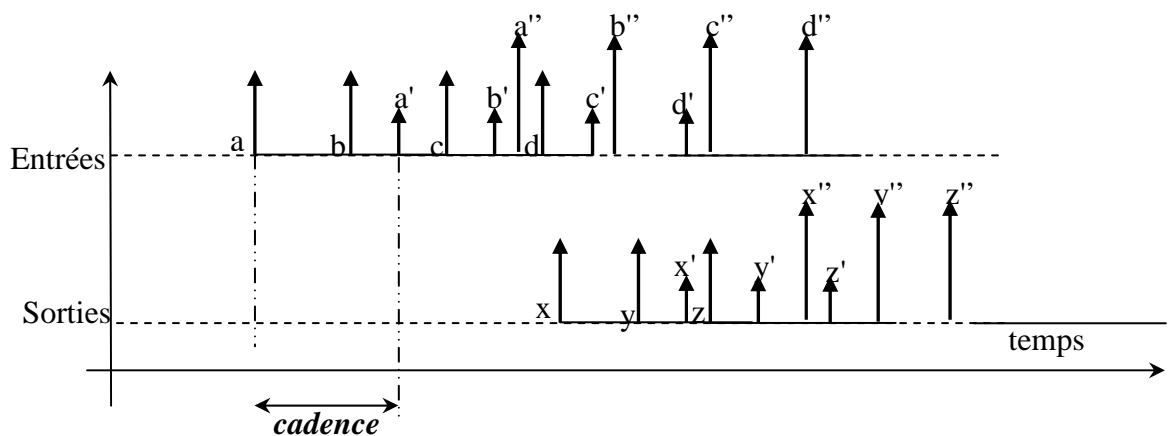 a” b” c” d”
a' b' c' d'
a b c d
Entrées
x” y” z”
x' y' z'
x y z
Sorties
temps
cadence